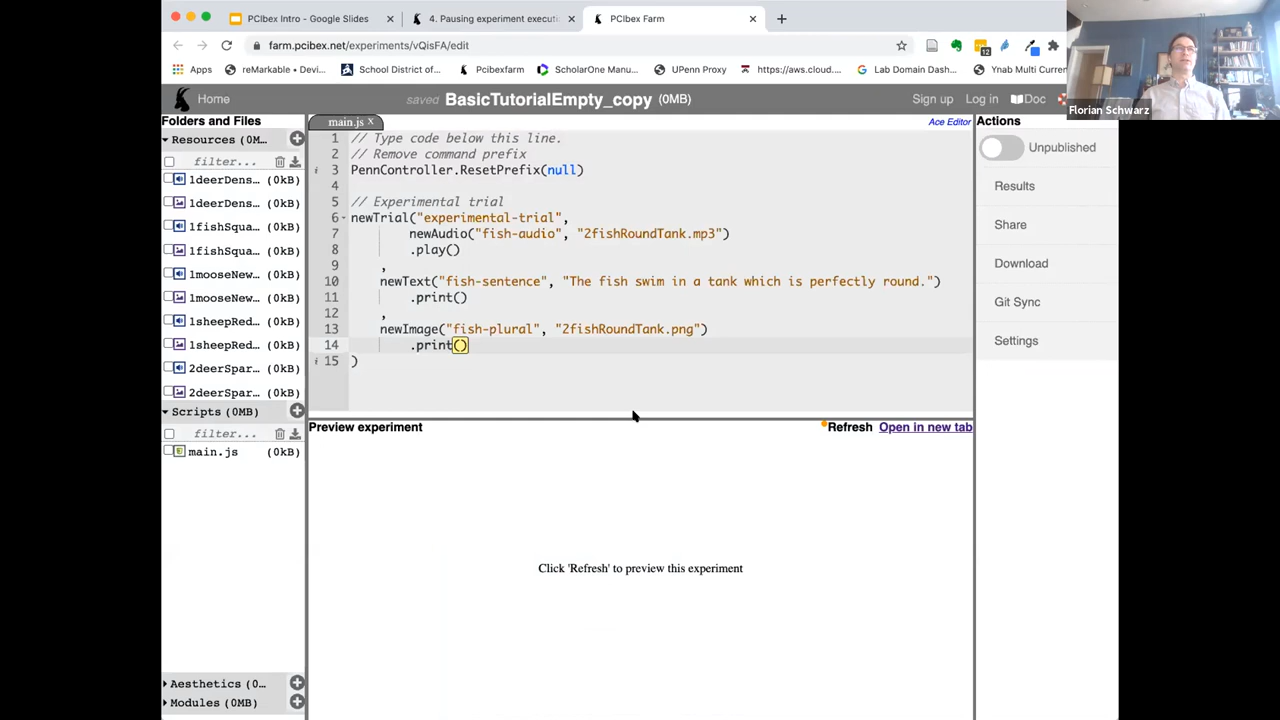 PCIbex Intro - Google Slides
4. Pausing experiment executi
PCIbex Farm
farm.pcibex.net/experiments/vQisFA/edit
12
Apps
reMarkable • Devi...
School District of...
Pcibexfarm
ScholarOne Manu...
UPenn Proxy
https://aws.cloud....
Lab Domain Dash...
Ynab Multi Curren
Florian Schwarz
Home
saved BasicTutorialEmpty_copy (0MB)
Sign up
Log in
Doc
Folders and Files
Resources (0M...
filter...
1deerDens... (0kB)
1deerDens... (0kB)
1fishSqua... (0kB)
1fishSqua... (0kB)
1mooseNew... (0kB)
1mooseNew... (0kB)
1sheepRed... (0kB)
1sheepRed... (0kB)
2deerSpar... (0kB)
2deerSpar... (0kB)
Scripts (0MB)
filter...
main.js (0kB)
Aesthetics (0...
Modules (0MB)
main.js x
Ace Editor
1 // Type code below this line.
2 // Remove command prefix
3 PennController.ResetPrefix(null)
4
5 // Experimental trial
6 newTrial("experimental-trial",
7 newAudio("fish-audio", "2fishRoundTank.mp3")
8 .play()
9 ,
10 newText("fish-sentence", "The fish swim in a tank which is perfectly round.")
11 .print()
12 ,
13 newImage("fish-plural", "2fishRoundTank.png")
14 .print()
15 )
Preview experiment
Refresh Open in new tab
Click 'Refresh' to preview this experiment
Actions
Unpublished
Results
Share
Download
Git Sync
Settings